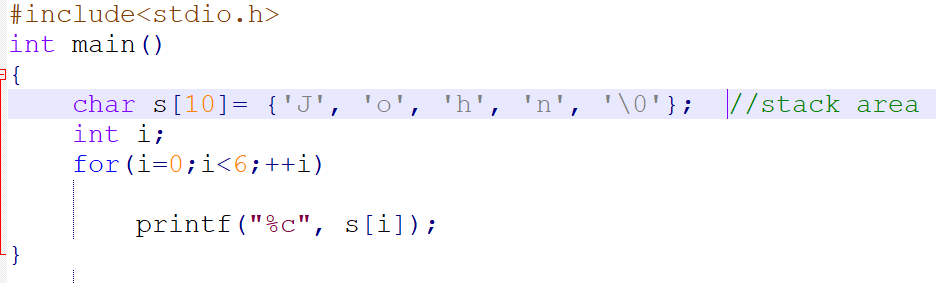 #include<stdio.h>
int main()
{
char s[10]= {'J', 'o', 'h', 'n', '\0'}; //stack area
int i;
for(i=0;i<6;++i)
printf("%c", s[i]);
}